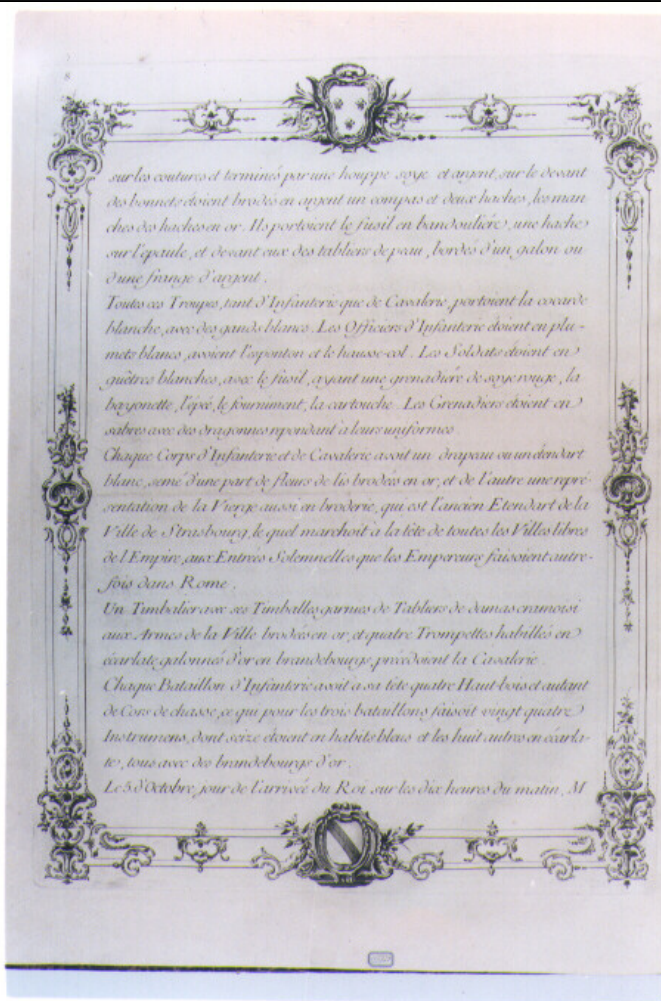 sur les coutures et terminés par une houppe soye et argent, sur le devant
des bonnets étoient brodés en argent un compas et deux haches, les man
ches des haches en or. Ils portoient le fusil en bandouliére, une hache
sur l'épaule, et devant eux des tabliers de peau, bordés d'un galon ou
d'une frange d'argent.
Toutes ces Troupes, tant d'Infanterie que de Cavalerie, portoient la cocarde
blanche, avec des gands blancs. Les Officiers d'Infanterie étoient en plu-
mets blancs, avoient l'esponton et le hausse-col. Les Soldats étoient en
guêtres blanches, avec le fusil, ayant une grenadiére de soye rouge, la
bayonette, l'épée, le fourniment, la cartouche. Les Grenadiers étoient en
sabres avec des dragonnes repondant à leurs uniformes.
Chaque Corps d'Infanterie et de Cavalerie avoit un drapeau ou un étendart
blanc, semé d'une part de fleurs de lis brodées en or, et de l'autre une repré-
sentation de la Vierge aussi en broderie, qui est l'ancien Etendart de la
Ville de Strasbourg, le quel marchoit à la tête de toutes les Villes libres
de l'Empire, aux Entrées Solemnelles que les Empereurs faisoient autre-
fois dans Rome.
Un Timbalier avec ses Timballes garnies de Tabliers de damas cramoisi
aux Armes de la Ville brodées en or, et quatre Trompettes habillés en
écarlate, galonnés d'or en brandebourgs, précédoient la Cavalerie.
Chaque Bataillon d'Infanterie avoit à sa tête quatre Haut-bois et autant
de Cors de chasse, ce qui pour les trois bataillons faisoit vingt quatre
Instrumens, dont seize étoient en habits bleus et les huit autres en écarla-
te, tous avec des brandebourgs d'or.
Le 5. d'Octobre, jour de l'arrivée du Roi, sur les dix heures du matin, M